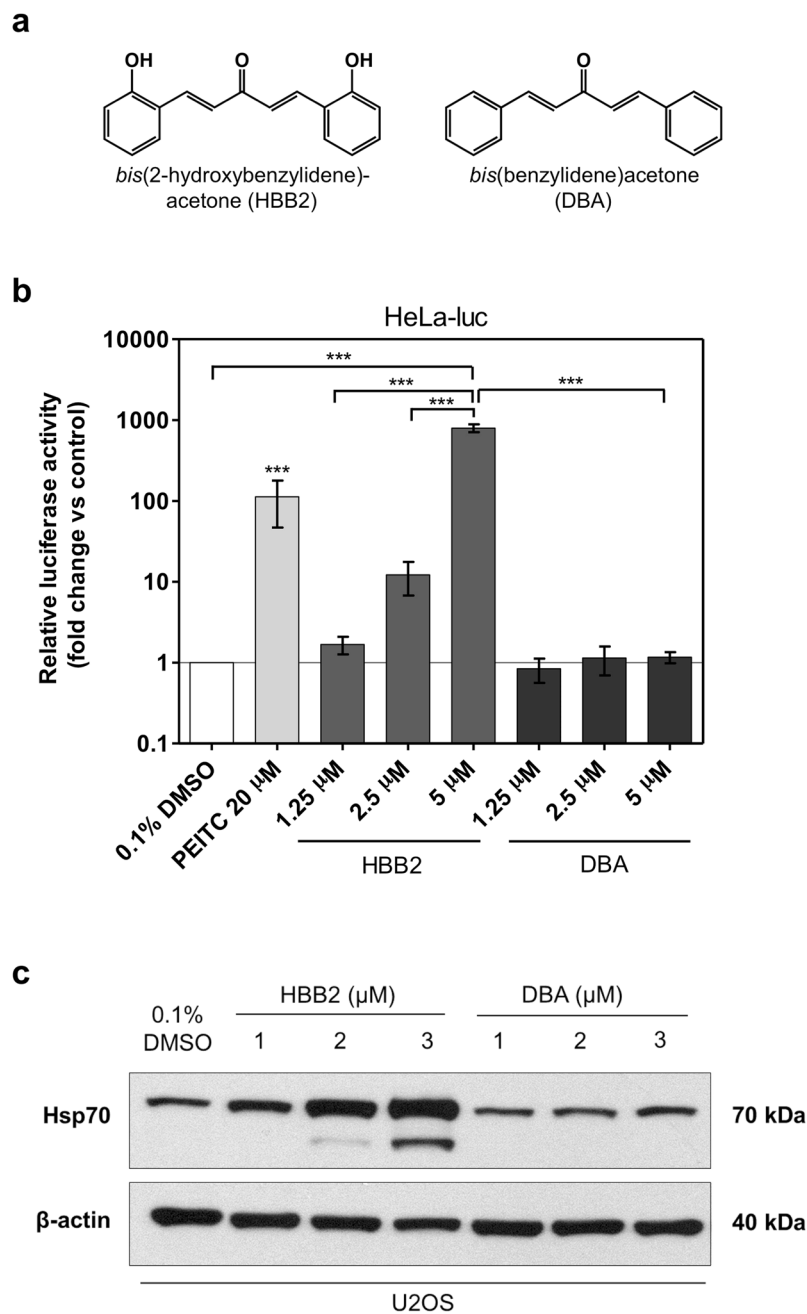 a
OH O OH
O
bis(2-hydroxybenzylidene)-
acetone (HBB2)
bis(benzylidene)acetone
(DBA)
b
HeLa-luc
Relative luciferase activity
(fold change vs control)
10000
1000
100
10
1
0.1
***
***
***
***
***
0.1% DMSO
PEITC 20 µM
1.25 µM
2.5 µM
5 µM
1.25 µM
2.5 µM
5 µM
HBB2
DBA
c
0.1%
DMSO
HBB2 (µM)
1 2 3
DBA (µM)
1 2 3
Hsp70
70 kDa
β-actin
40 kDa
U2OS